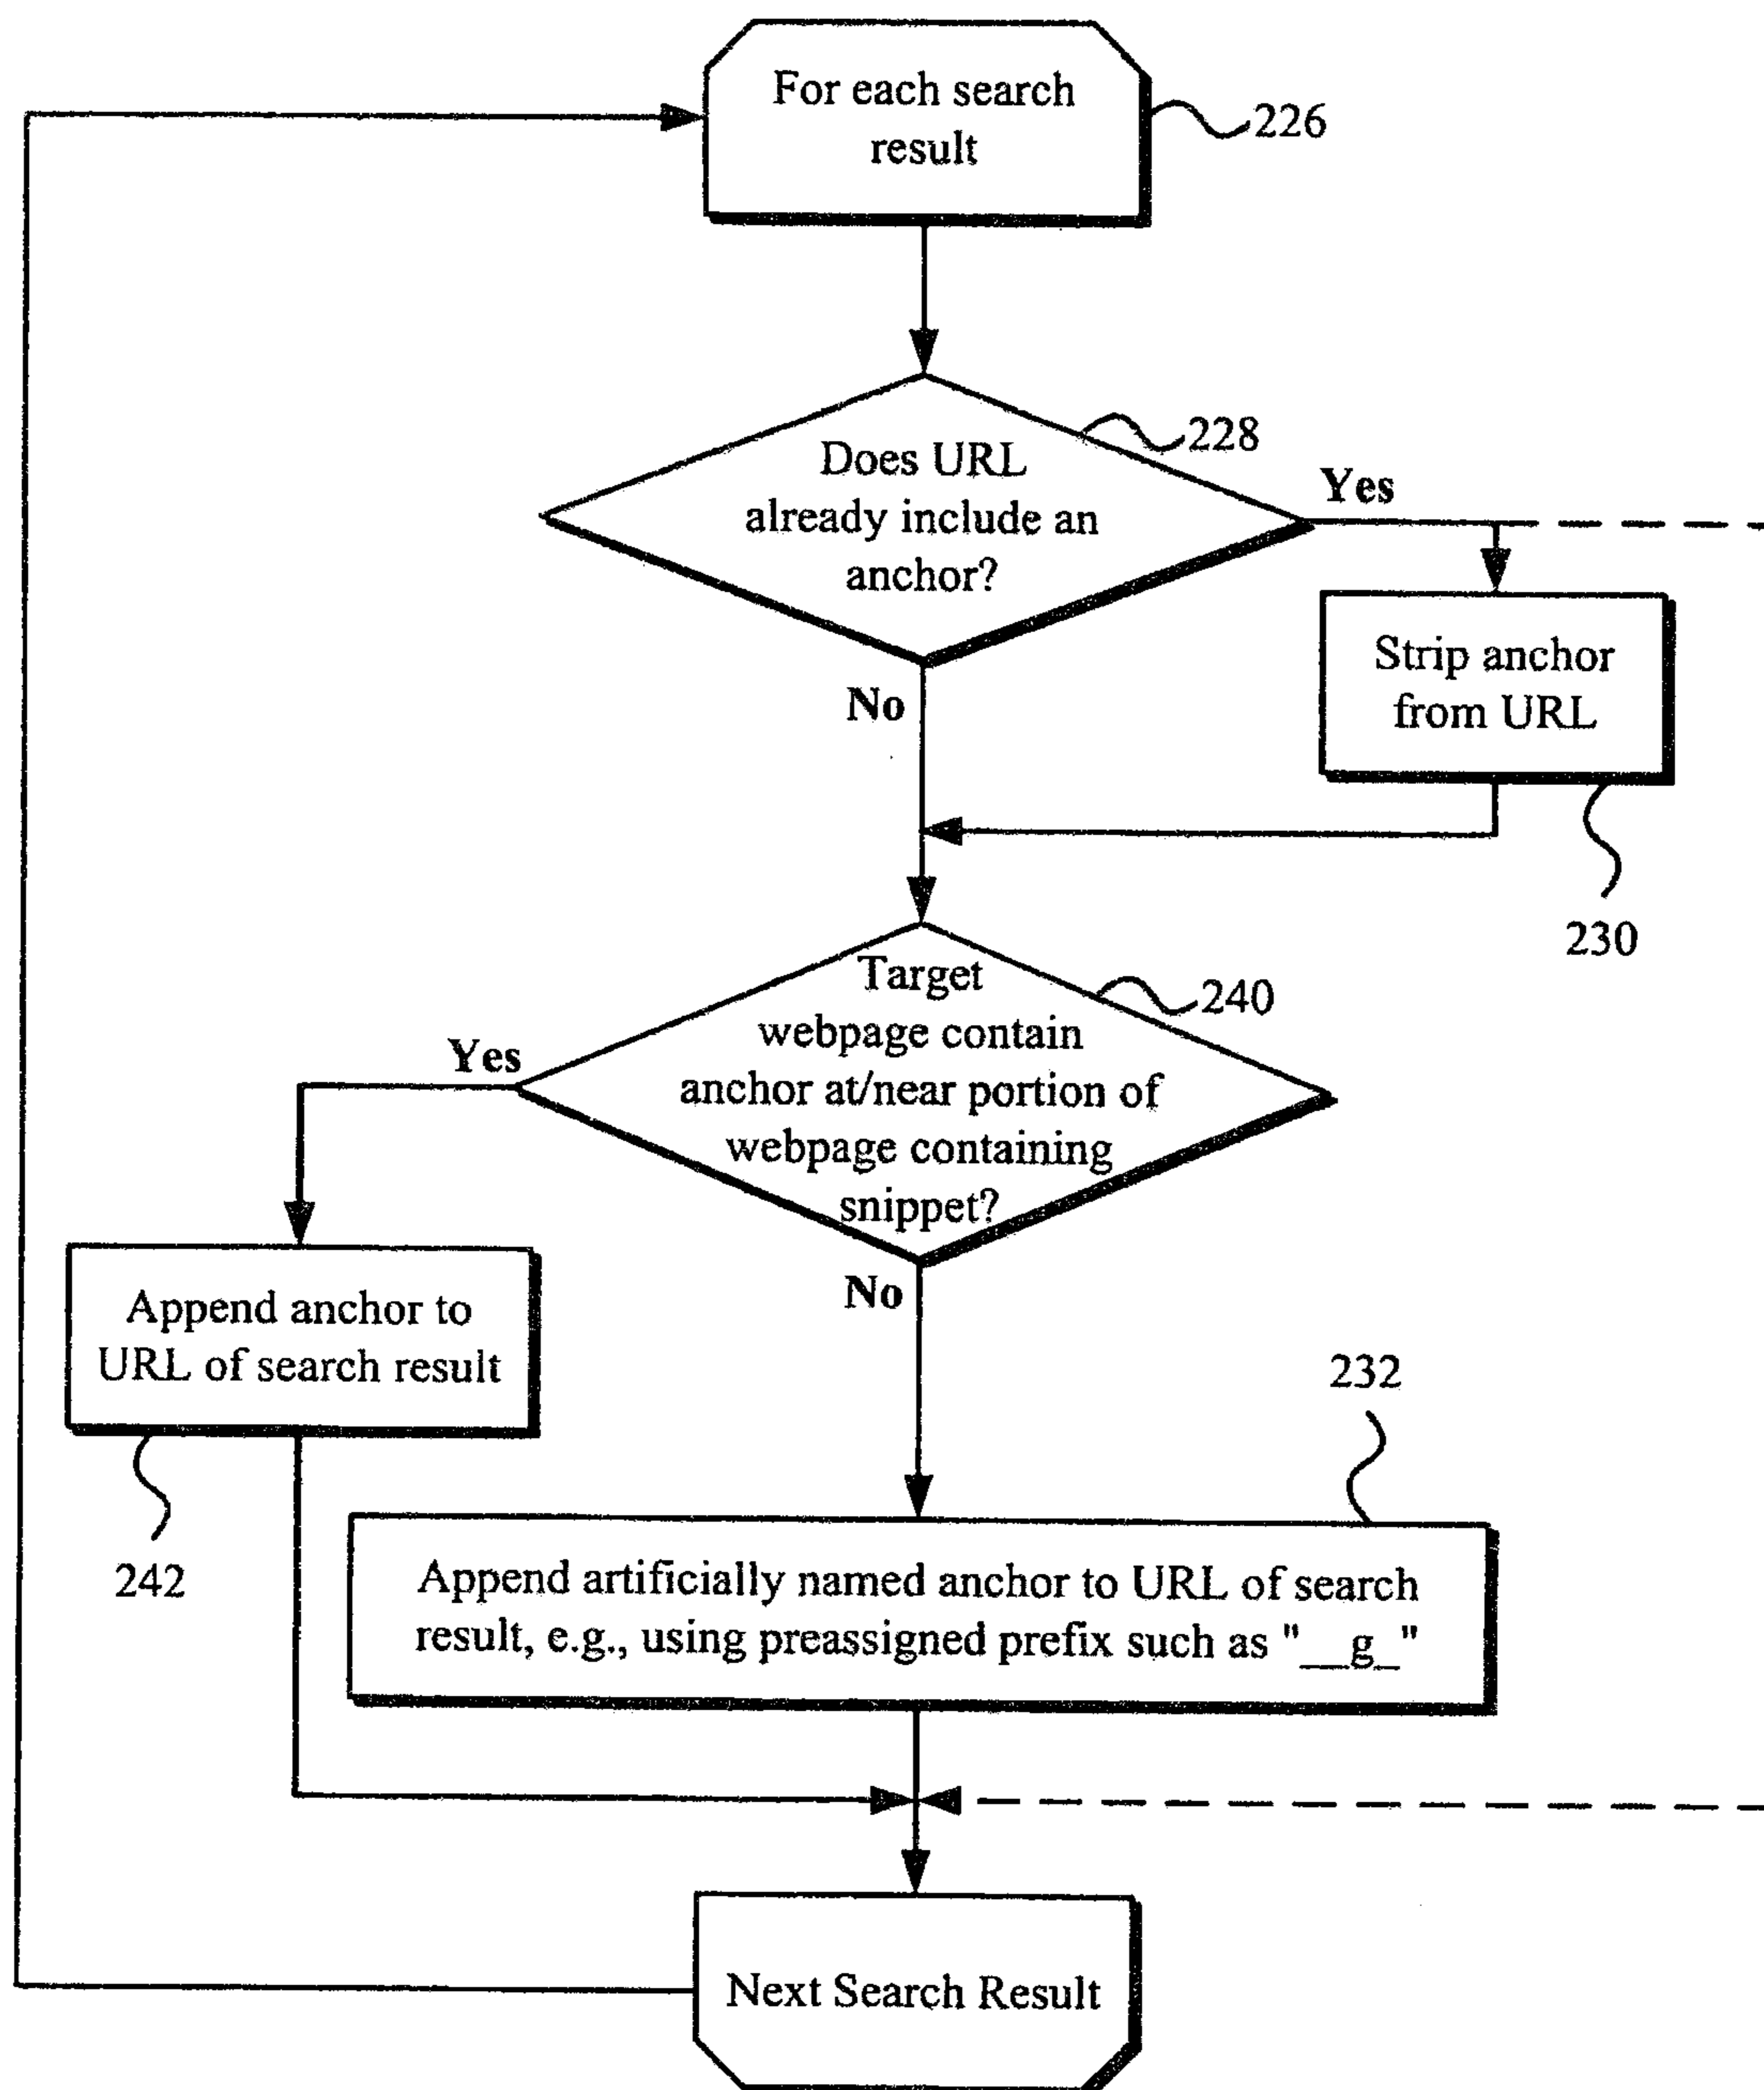 For each search
result
226
Does URL
already include an
anchor?
228
Yes
Strip anchor
from URL
No
230
Target
webpage contain
anchor at/near portion of
webpage containing
snippet?
240
Yes
No
Append anchor to
URL of search result
242
232
Append artificially named anchor to URL of search
result, e.g., using preassigned prefix such as "__g_"
Next Search Result